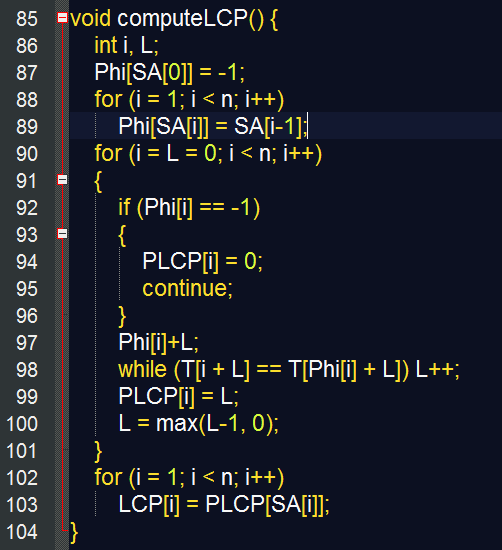 85 void computeLCP() {
86 int i, L;
87 Phi[SA[0]] = -1;
88 for (i = 1; i < n; i++)
89 Phi[SA[i]] = SA[i-1];
90 for (i = L = 0; i < n; i++)
91 {
92 if (Phi[i] == -1)
93 {
94 PLCP[i] = 0;
95 continue;
96 }
97 Phi[i]+L;
98 while (T[i + L] == T[Phi[i] + L]) L++;
99 PLCP[i] = L;
100 L = max(L-1, 0);
101 }
102 for (i = 1; i < n; i++)
103 LCP[i] = PLCP[SA[i]];
104 }